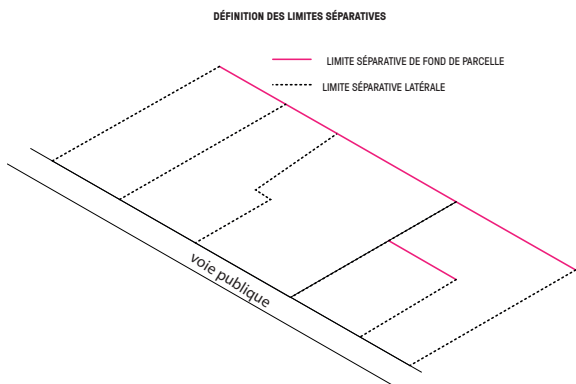 DÉFINITION DES LIMITES SÉPARATIVES
LIMITE SÉPARATIVE DE FOND DE PARCELLE
LIMITE SÉPARATIVE LATÉRALE
voie publique